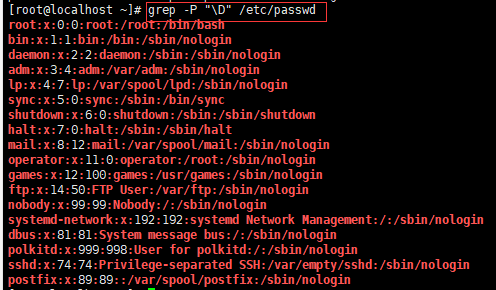 [root@localhost ~]# grep -P "\D" /etc/passwd
root:x:0:0:root:/root:/bin/bash
bin:x:1:1:bin:/bin:/sbin/nologin
daemon:x:2:2:daemon:/sbin:/sbin/nologin
adm:x:3:4:adm:/var/adm:/sbin/nologin
lp:x:4:7:lp:/var/spool/lpd:/sbin/nologin
sync:x:5:0:sync:/sbin:/bin/sync
shutdown:x:6:0:shutdown:/sbin:/sbin/shutdown
halt:x:7:0:halt:/sbin:/sbin/halt
mail:x:8:12:mail:/var/spool/mail:/sbin/nologin
operator:x:11:0:operator:/root:/sbin/nologin
games:x:12:100:games:/usr/games:/sbin/nologin
ftp:x:14:50:FTP User:/var/ftp:/sbin/nologin
nobody:x:99:99:Nobody:/:/sbin/nologin
systemd-network:x:192:192:systemd Network Management:/:/sbin/nologin
dbus:x:81:81:System message bus:/:/sbin/nologin
polkitd:x:999:998:User for polkitd:/:/sbin/nologin
sshd:x:74:74:Privilege-separated SSH:/var/empty/sshd:/sbin/nologin
postfix:x:89:89::/var/spool/postfix:/sbin/nologin